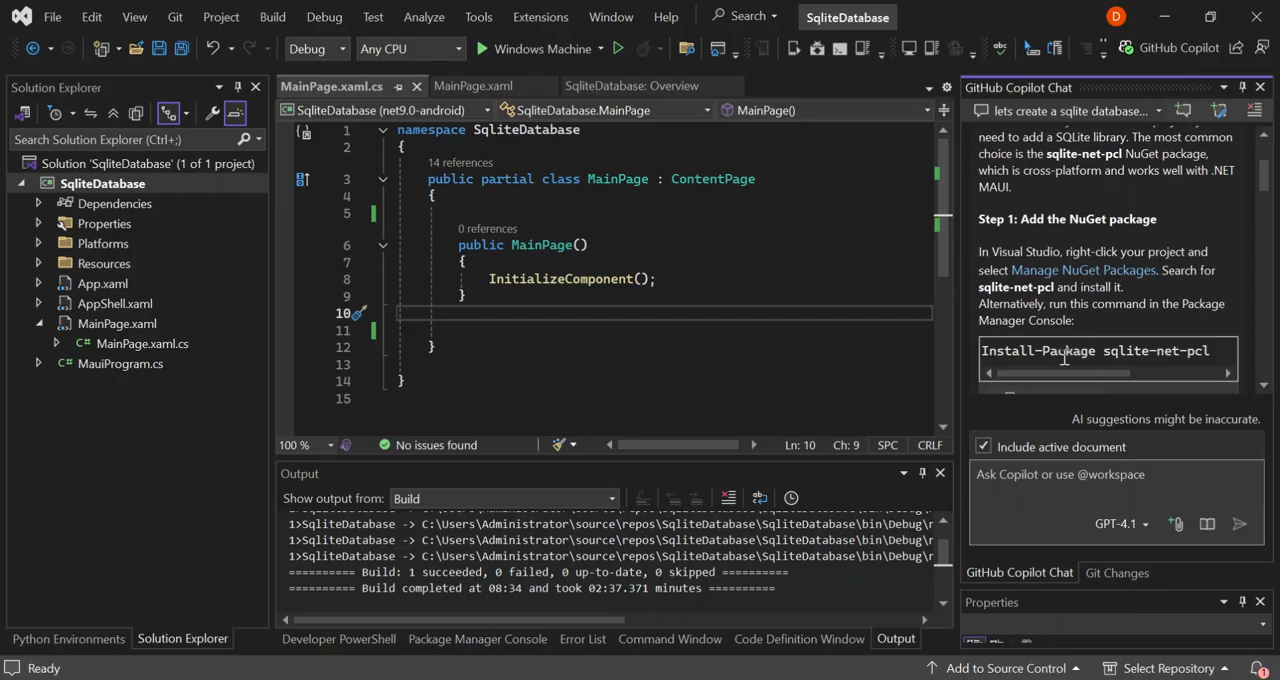 File Edit View Git Project Build Debug Test Analyze Tools Extensions Window Help Search SqliteDatabase D
Debug Any CPU Windows Machine GitHub Copilot
Solution Explorer
Search Solution Explorer (Ctrl+;)
Solution 'SqliteDatabase' (1 of 1 project)
SqliteDatabase
Dependencies
Properties
Platforms
Resources
App.xaml
AppShell.xaml
MainPage.xaml
C# MainPage.xaml.cs
C# MauiProgram.cs
Python Environments Solution Explorer
MainPage.xaml.cs MainPage.xaml SqliteDatabase: Overview
SqliteDatabase (net9.0-android) SqliteDatabase.MainPage MainPage()
1 namespace SqliteDatabase
2 {
14 references
3 public partial class MainPage : ContentPage
4 {
5
0 references
6 public MainPage()
7 {
8 InitializeComponent();
9 }
10
11
12 }
13
14 }
15
100 % No issues found Ln: 10 Ch: 9 SPC CRLF
Output
Show output from: Build
1>SqliteDatabase -> C:\Users\Administrator\source\repos\SqliteDatabase\SqliteDatabase\bin\Debug\n
1>SqliteDatabase -> C:\Users\Administrator\source\repos\SqliteDatabase\SqliteDatabase\bin\Debug\n
1>SqliteDatabase -> C:\Users\Administrator\source\repos\SqliteDatabase\SqliteDatabase\bin\Debug\n
1>SqliteDatabase -> C:\Users\Administrator\source\repos\SqliteDatabase\SqliteDatabase\bin\Debug\n
========== Build: 1 succeeded, 0 failed, 0 up-to-date, 0 skipped ==========
========== Build completed at 08:34 and took 02:37.371 minutes ==========
Developer PowerShell Package Manager Console Error List Command Window Code Definition Window Output
GitHub Copilot Chat
lets create a sqlite database...
need to add a SQLite library. The most common
choice is the sqlite-net-pcl NuGet package,
which is cross-platform and works well with .NET
MAUI.
Step 1: Add the NuGet package
In Visual Studio, right-click your project and
select Manage NuGet Packages. Search for
sqlite-net-pcl and install it.
Alternatively, run this command in the Package
Manager Console:
Install-Package sqlite-net-pcl
AI suggestions might be inaccurate.
Include active document
Ask Copilot or use @workspace
GPT-4.1
GitHub Copilot Chat Git Changes
Properties
Ready Add to Source Control Select Repository 1